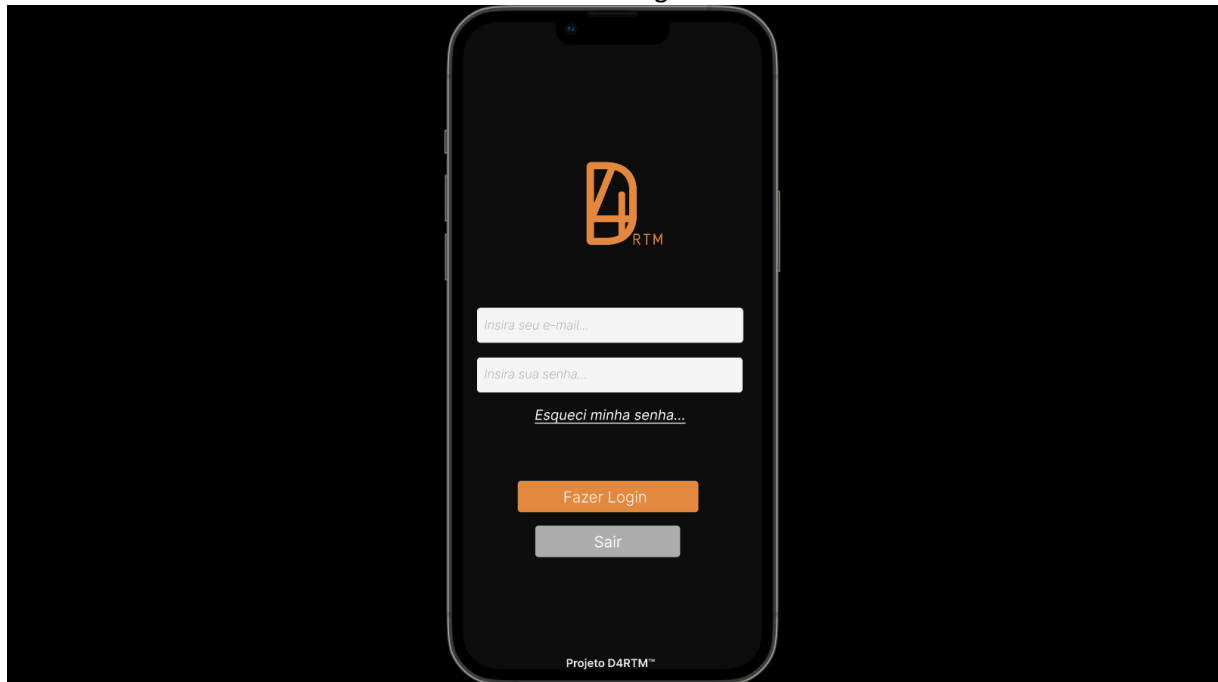 D4
RTM
Insira seu e-mail...
Insira sua senha...
Esqueci minha senha...
Fazer Login
Sair
Projeto D4RTM™